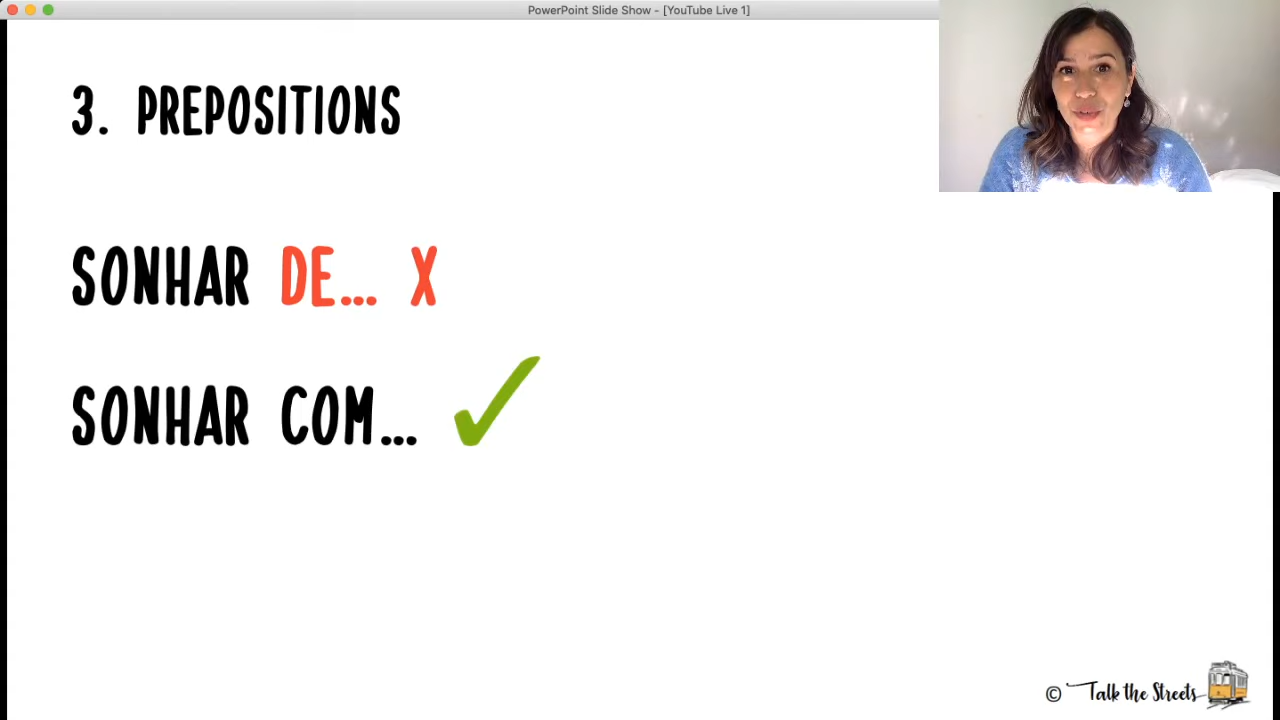 PowerPoint Slide Show - [YouTube Live 1]
3. PREPOSITIONS
SONHAR DE... X
SONHAR COM...
© Talk the Streets